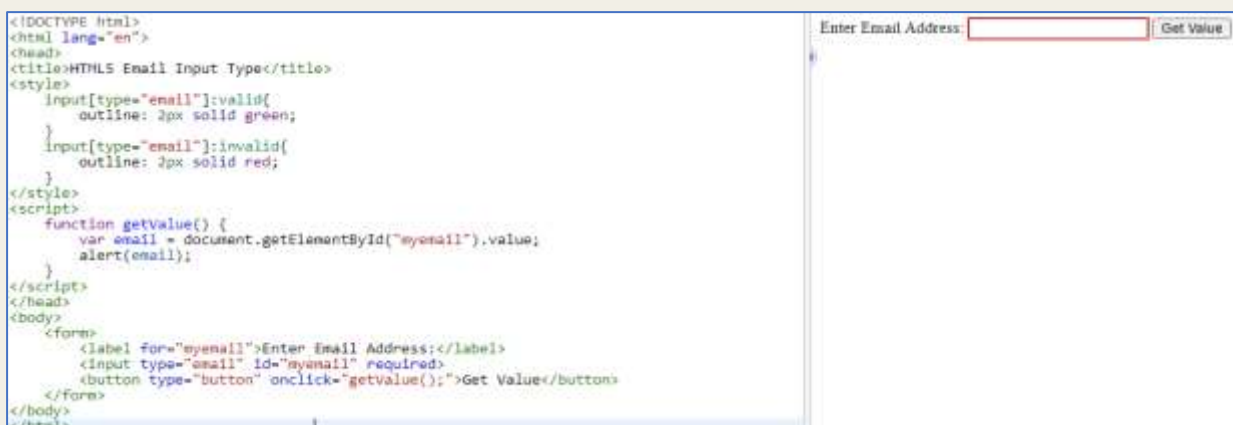 <!DOCTYPE html>
<html lang="en">
<head>
<title>HTML5 Email Input Type</title>
<style>
    input[type="email"]:valid{
        outline: 2px solid green;
    }
    input[type="email"]:invalid{
        outline: 2px solid red;
    }
</style>
<script>
    function getValue() {
        var email = document.getElementById("myemail").value;
        alert(email);
    }
</script>
</head>
<body>
    <form>
        <label for="myemail">Enter Email Address:</label>
        <input type="email" id="myemail" required>
        <button type="button" onclick="getValue();">Get Value</button>
    </form>
</body>
</html>
Enter Email Address: Get Value